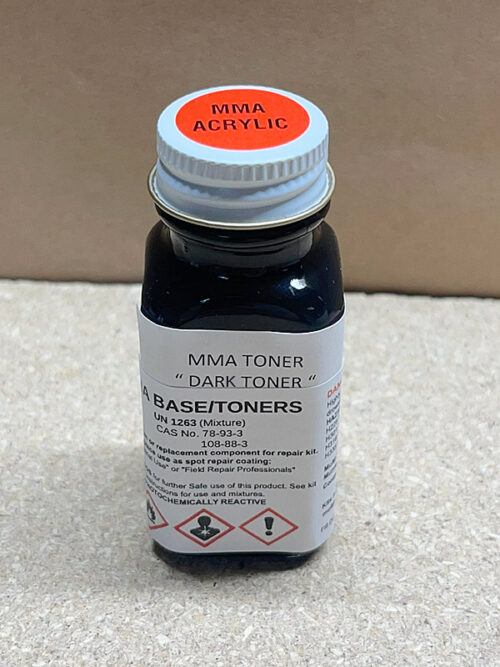 MMA
ACRYLIC
MMA TONER
“ DARK TONER “
A BASE/TONERS
UN 1263 (Mixture)
CAS No. 78-93-3
108-88-3
or replacement component for repair kit.
use as spot repair coating:
Use" or "Field Repair Professionals"
for further Safe use of this product. See kit
for use and mixtures.
REACTIVE